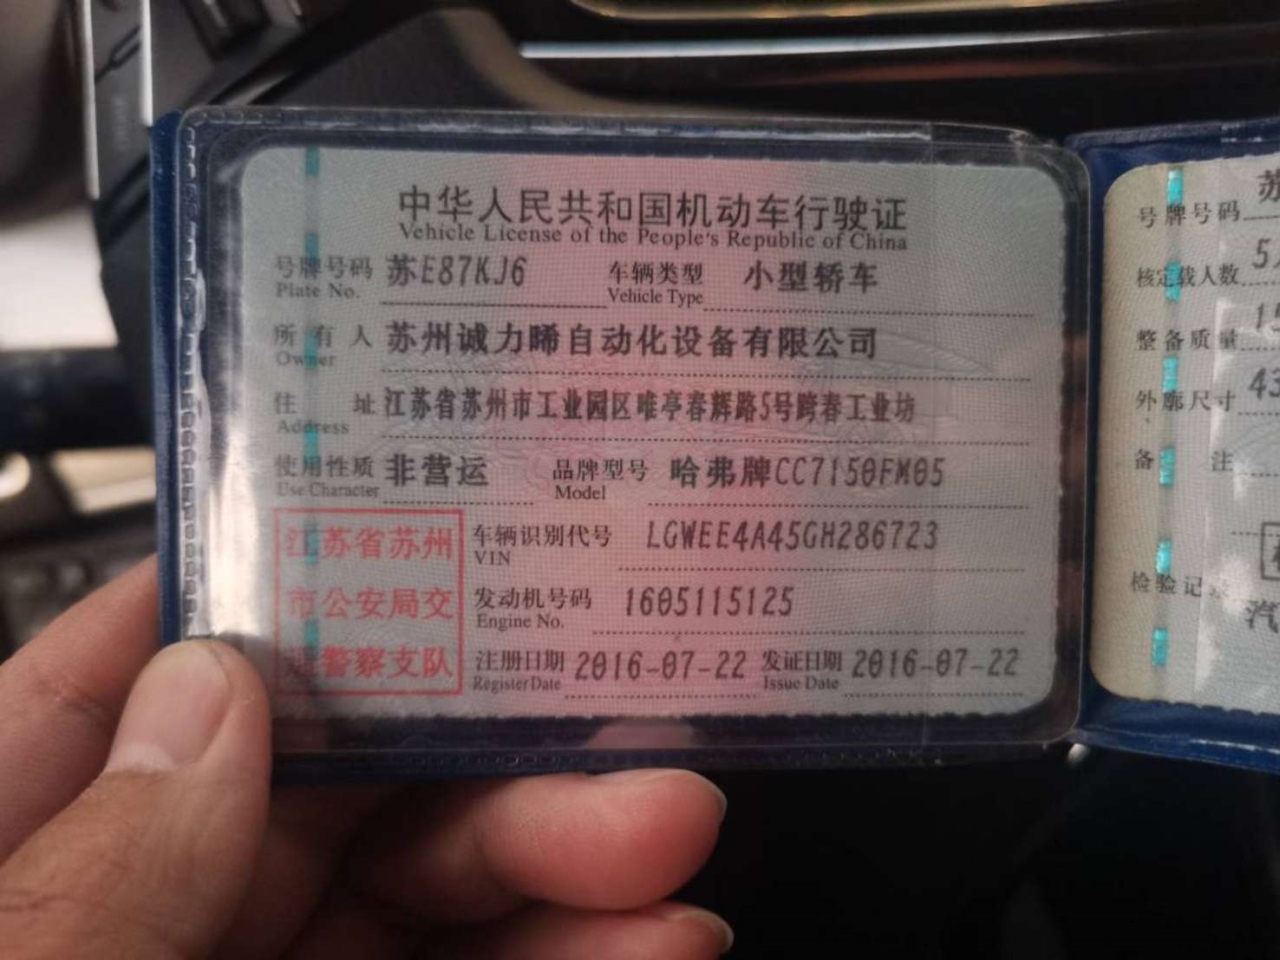 中华人民共和国机动车行驶证
Vehicle License of the People's Republic of China
号牌号码 苏E87KJ6 车辆类型 小型轿车
Plate No. Vehicle Type
所有人 苏州诚力晞自动化设备有限公司
Owner
住址 江苏省苏州市工业园区唯亭春辉路5号跨春工业坊
Address
使用性质 非营运 品牌型号 哈弗牌CC7150FM05
Use Character Model
车辆识别代号 LGWEE4A45GH286723
VIN
发动机号码 1605115125
Engine No.
注册日期 2016-07-22 发证日期 2016-07-22
Register Date Issue Date
江苏省苏州
市公安局交
通警察支队
号牌号码 苏
核定载人数 5
整备质量
外廓尺寸 43
备注
检验记录
汽